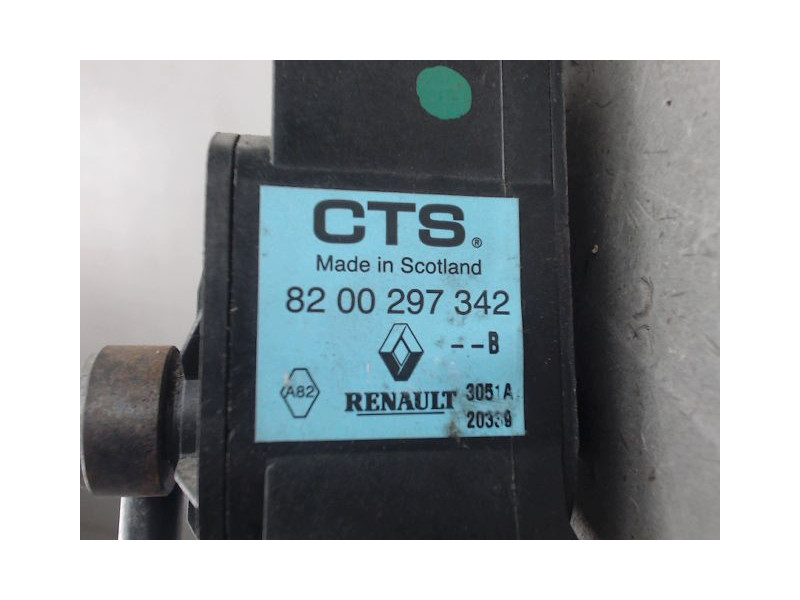 CTS®
Made in Scotland
82 00 297 342
--B
A82
RENAULT 3051A
20339